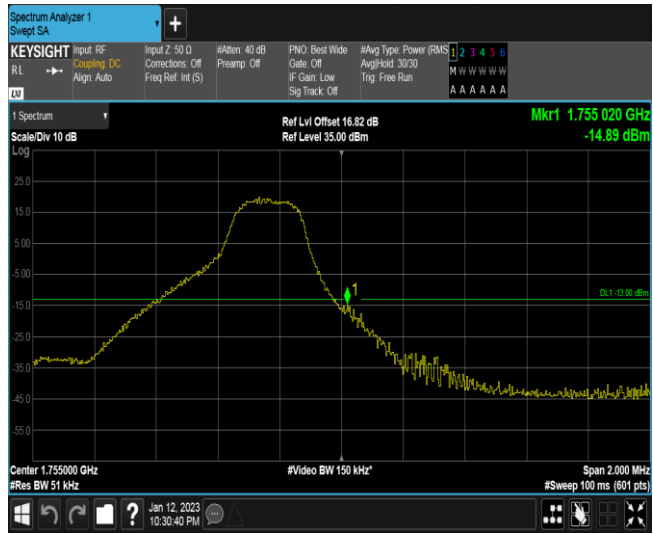 Spectrum Analyzer 1
Swept SA
+
KEYSIGHT
RL
LXI
Input: RF
Coupling: DC
Align: Auto
Input Z: 50 Ω
Corrections: Off
Freq Ref: Int (S)
#Atten: 40 dB
Preamp: Off
PNO: Best Wide
Gate: Off
IF Gain: Low
Sig Track: Off
#Avg Type: Power (RMS
Avg|Hold: 30/30
Trig: Free Run
1 2 3 4 5 6
M W W W W W
A A A A A A
1 Spectrum
Scale/Div 10 dB
Log
Ref Lvl Offset 16.82 dB
Ref Level 35.00 dBm
Mkr1 1.755 020 GHz
-14.89 dBm
25.0
15.0
5.00
-5.00
-15.0
-25.0
-35.0
-45.0
-55.0
1
DL1 -13.00 dBm
Center 1.755000 GHz
#Res BW 51 kHz
#Video BW 150 kHz*
Span 2.000 MHz
#Sweep 100 ms (601 pts)
?
Jan 12, 2023
10:30:40 PM